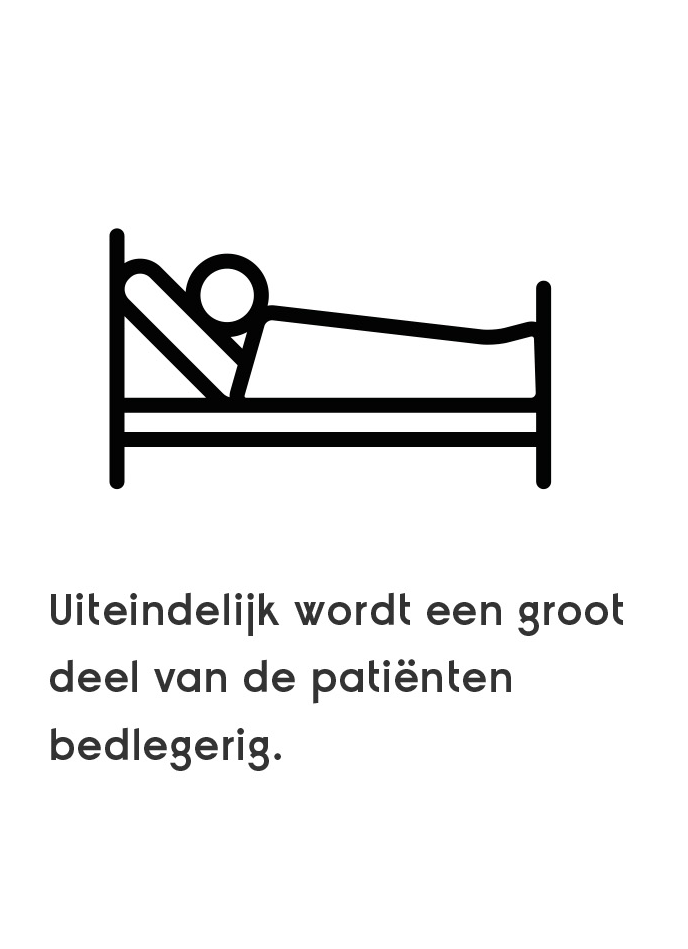 Uiteindelijk wordt een groot
deel van de patiënten
bedlegerig.